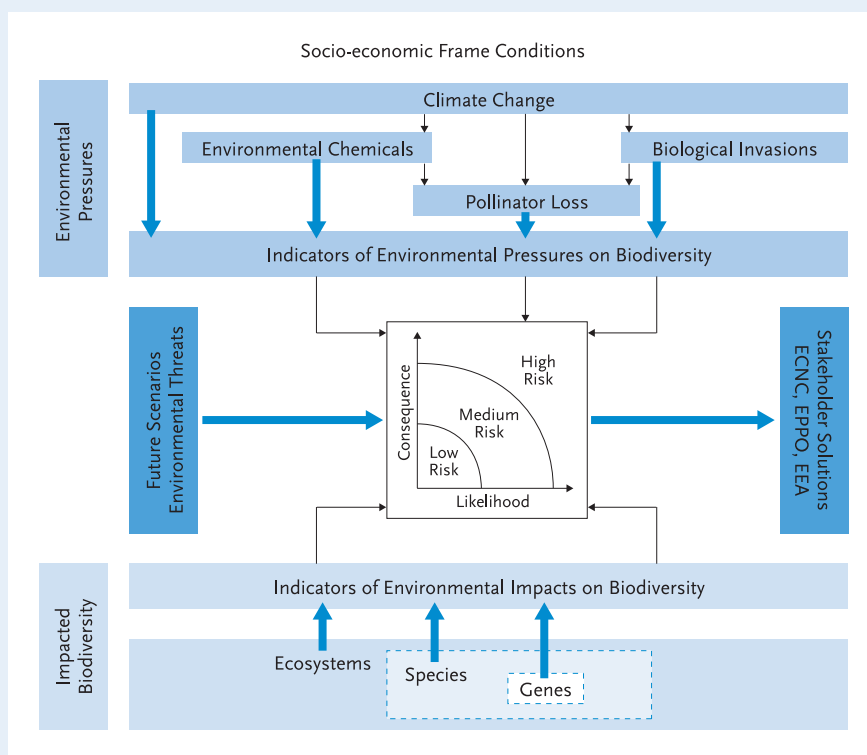 Socio-economic Frame Conditions
Environmental
Pressures
Climate Change
Environmental Chemicals
Biological Invasions
Pollinator Loss
Indicators of Environmental Pressures on Biodiversity
Future Scenarios
Environmental Threats
Consequence
High
Risk
Medium
Risk
Low
Risk
Likelihood
Stakeholder Solutions
ECNC, EPPO, EEA
Impacted
Biodiversity
Indicators of Environmental Impacts on Biodiversity
Ecosystems
Species
Genes